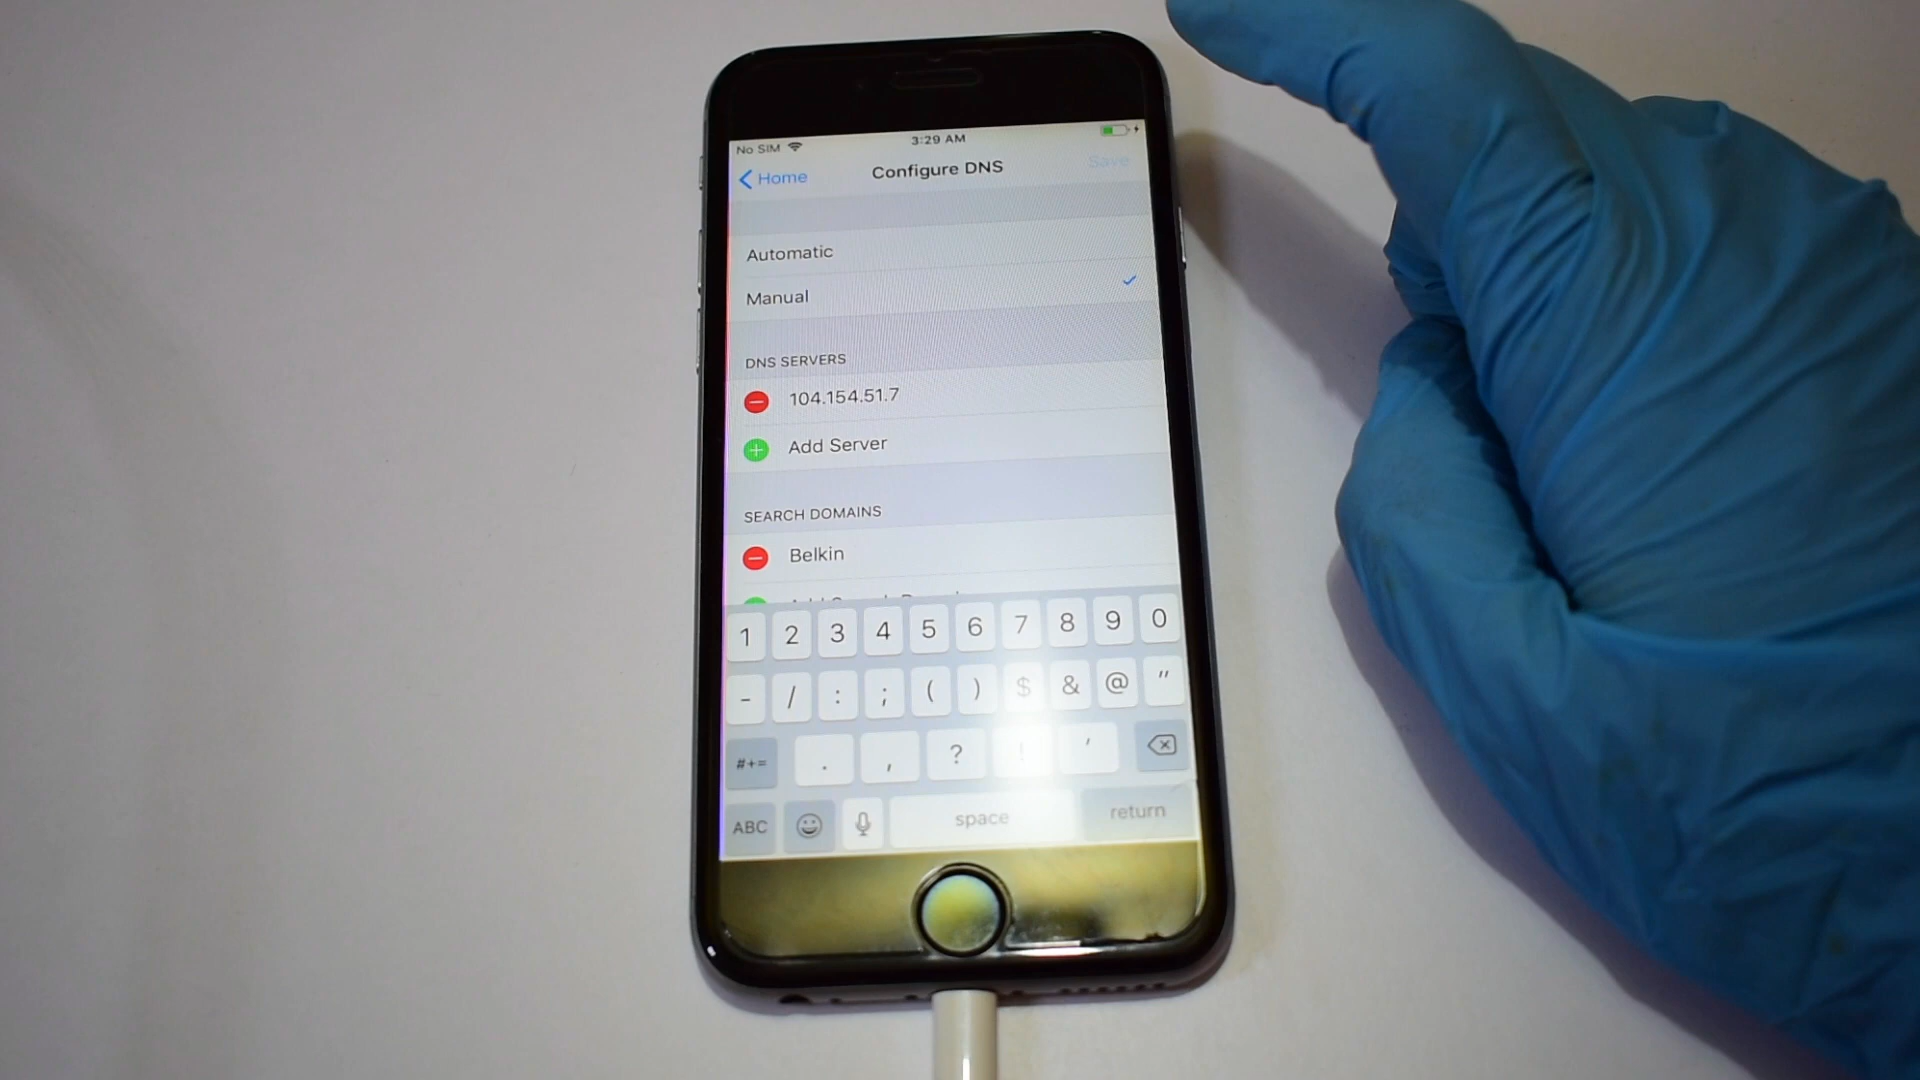 No SIM 3:29 AM
Home Configure DNS Save
Automatic
Manual
DNS SERVERS
104.154.51.7
Add Server
SEARCH DOMAINS
Belkin
1 2 3 4 5 6 7 8 9 0
- / : ; ( ) $ & @ "
#+= . , ? ! '
ABC space return